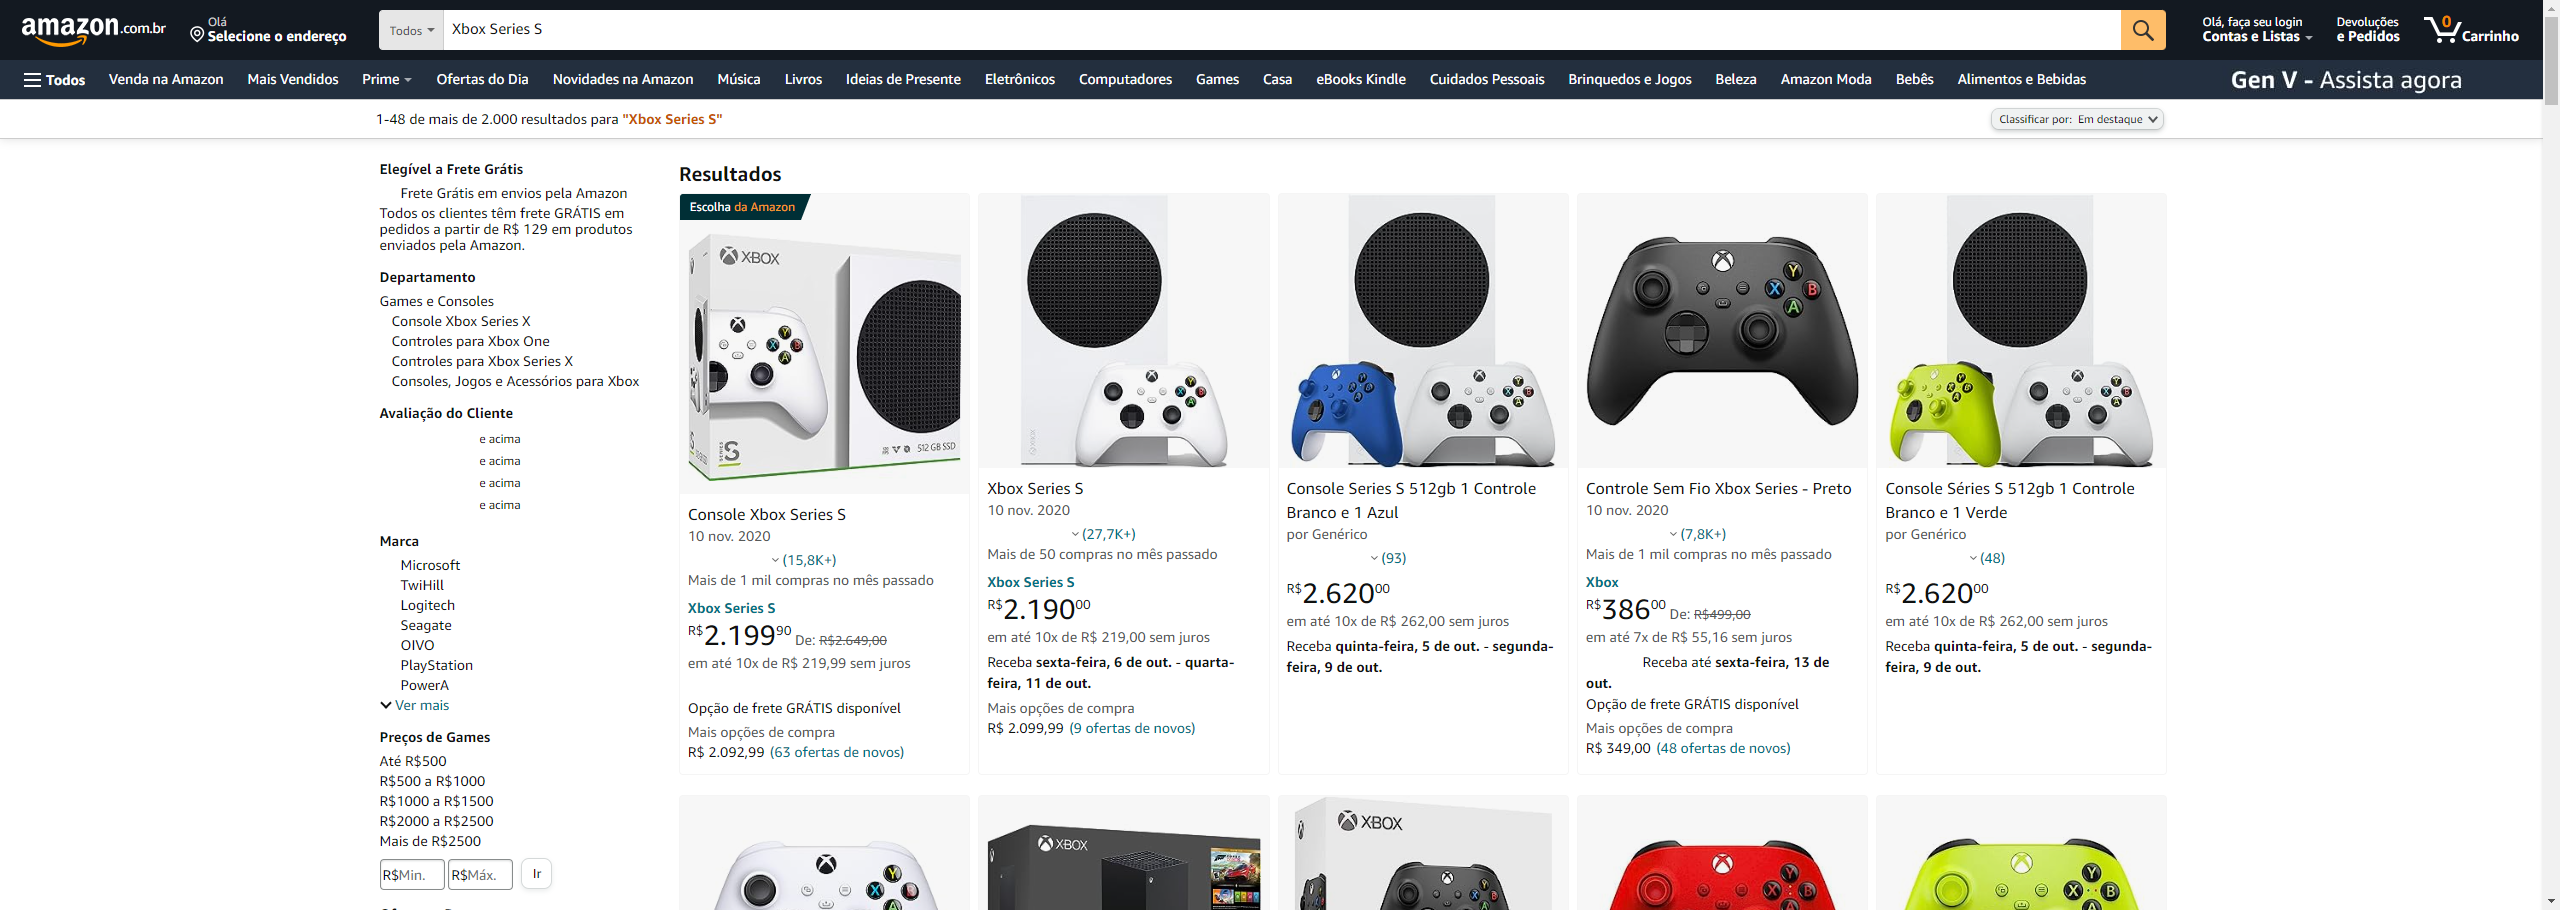 amazon.com.br
Olá
Selecione o endereço
Todos
Xbox Series S
Olá, faça seu login
Contas e Listas
Devoluções
e Pedidos
0
Carrinho
Todos
Venda na Amazon
Mais Vendidos
Prime
Ofertas do Dia
Novidades na Amazon
Música
Livros
Ideias de Presente
Eletrônicos
Computadores
Games
Casa
eBooks Kindle
Cuidados Pessoais
Brinquedos e Jogos
Beleza
Amazon Moda
Bebês
Alimentos e Bebidas
Gen V - Assista agora
1-48 de mais de 2.000 resultados para "Xbox Series S"
Classificar por: Em destaque
Elegível a Frete Grátis
Frete Grátis em envios pela Amazon
Todos os clientes têm frete GRÁTIS em
pedidos a partir de R$ 129 em produtos
enviados pela Amazon.
Departamento
Games e Consoles
Console Xbox Series X
Controles para Xbox One
Controles para Xbox Series X
Consoles, Jogos e Acessórios para Xbox
Avaliação do Cliente
e acima
e acima
e acima
e acima
Marca
Microsoft
TwiHill
Logitech
Seagate
OIVO
PlayStation
PowerA
Ver mais
Preços de Games
Até R$500
R$500 a R$1000
R$1000 a R$1500
R$2000 a R$2500
Mais de R$2500
R$Min.
R$Máx.
Ir
Resultados
Escolha da Amazon
XBOX
SERIES S
512 GB SSD
Console Xbox Series S
10 nov. 2020
(15,8K+)
Mais de 1 mil compras no mês passado
Xbox Series S
R$2.19990 De: R$2.649,00
em até 10x de R$ 219,99 sem juros
Opção de frete GRÁTIS disponível
Mais opções de compra
R$ 2.092,99 (63 ofertas de novos)
Xbox Series S
10 nov. 2020
(27,7K+)
Mais de 50 compras no mês passado
Xbox Series S
R$2.19000
em até 10x de R$ 219,00 sem juros
Receba sexta-feira, 6 de out. - quarta-
feira, 11 de out.
Mais opções de compra
R$ 2.099,99 (9 ofertas de novos)
Console Series S 512gb 1 Controle
Branco e 1 Azul
por Genérico
(93)
R$2.62000
em até 10x de R$ 262,00 sem juros
Receba quinta-feira, 5 de out. - segunda-
feira, 9 de out.
Y
X
B
A
Controle Sem Fio Xbox Series - Preto
10 nov. 2020
(7,8K+)
Mais de 1 mil compras no mês passado
Xbox
R$38600 De: R$499,00
em até 7x de R$ 55,16 sem juros
Receba até sexta-feira, 13 de
out.
Opção de frete GRÁTIS disponível
Mais opções de compra
R$ 349,00 (48 ofertas de novos)
Console Séries S 512gb 1 Controle
Branco e 1 Verde
por Genérico
(48)
R$2.62000
em até 10x de R$ 262,00 sem juros
Receba quinta-feira, 5 de out. - segunda-
feira, 9 de out.
XBOX
XBOX